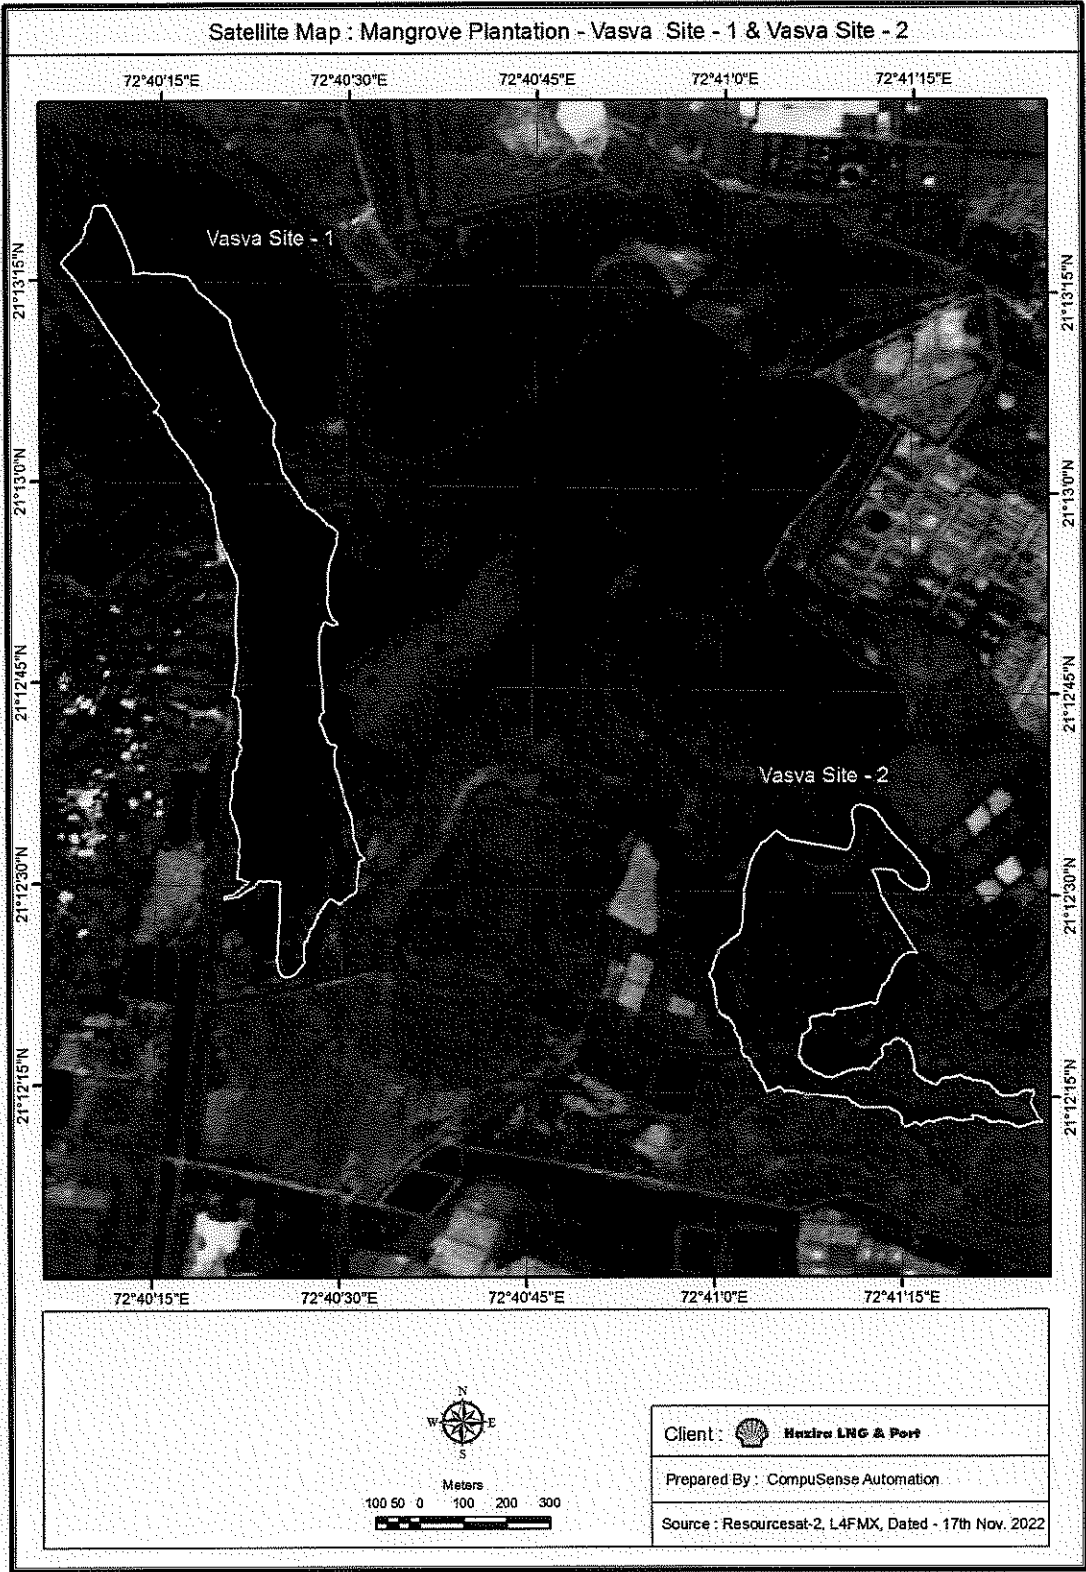 Satellite Map : Mangrove Plantation - Vasva Site - 1 & Vasva Site - 2
72°40'15"E 72°40'30"E 72°40'45"E 72°41'0"E 72°41'15"E
Vasva Site - 1
21°13'15"N 21°13'15"N
21°13'0"N 21°13'0"N
21°12'45"N 21°12'45"N
Vasva Site - 2
21°12'30"N 21°12'30"N
21°12'15"N 21°12'15"N
72°40'15"E 72°40'30"E 72°40'45"E 72°41'0"E 72°41'15"E
N
W E
S
Meters
100 50 0 100 200 300
Client : Hazira LNG & Port
Prepared By : CompuSense Automation
Source : Resourcesat-2, L4FMX, Dated - 17th Nov. 2022